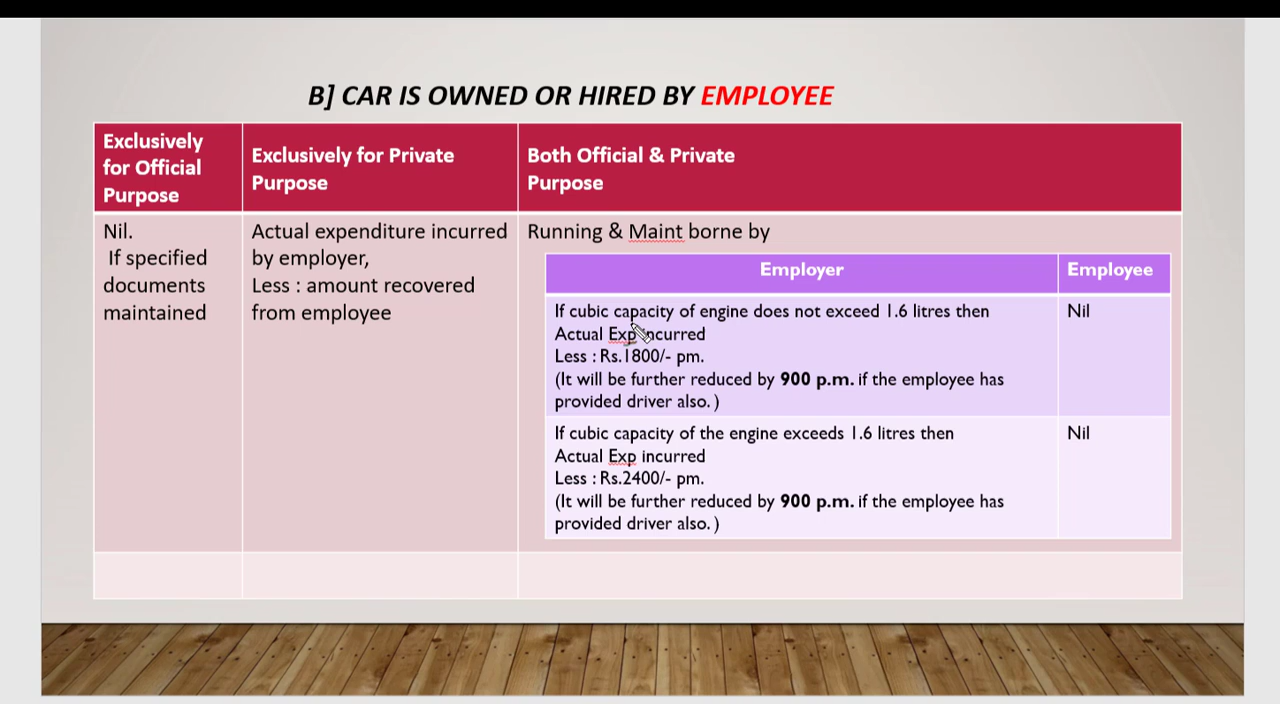 B] CAR IS OWNED OR HIRED BY EMPLOYEE
Exclusively
for Official
Purpose
Exclusively for Private
Purpose
Both Official & Private
Purpose
Nil.
If specified
documents
maintained
Actual expenditure incurred
by employer,
Less : amount recovered
from employee
Running & Maint borne by
Employer
Employee
If cubic capacity of engine does not exceed 1.6 litres then
Actual Exp incurred
Less : Rs.1800/- pm.
(It will be further reduced by 900 p.m. if the employee has
provided driver also. )
Nil
If cubic capacity of the engine exceeds 1.6 litres then
Actual Exp incurred
Less : Rs.2400/- pm.
(It will be further reduced by 900 p.m. if the employee has
provided driver also. )
Nil